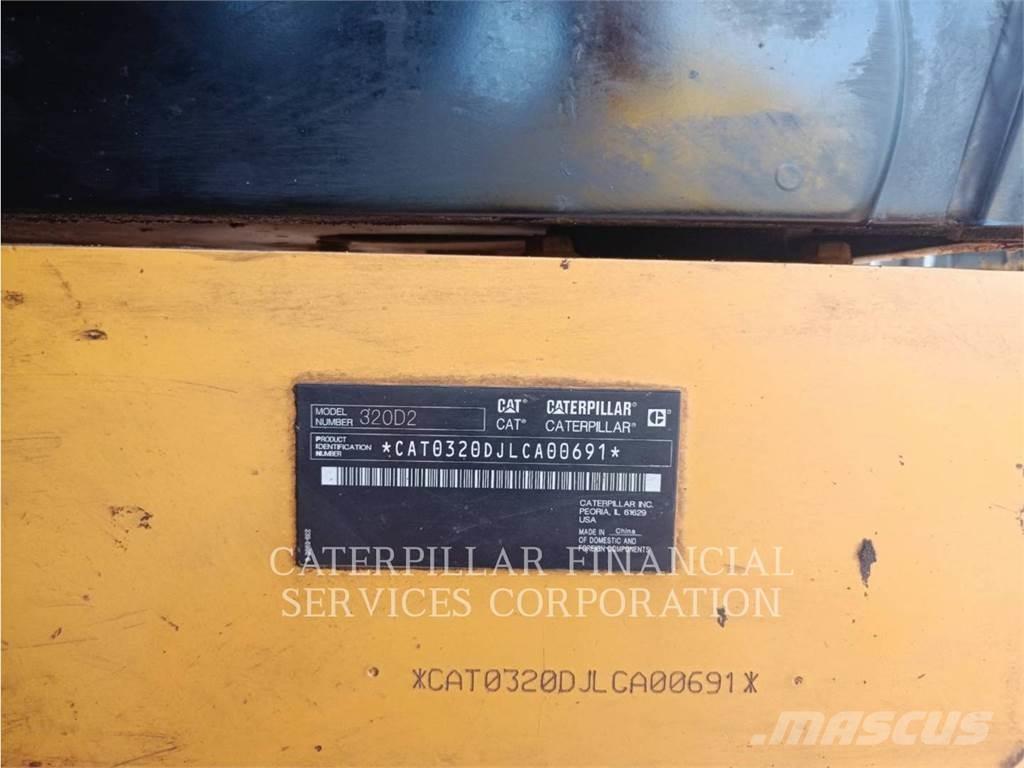 MODEL NUMBER 320D2
CAT® CATERPILLAR®
CAT® CATERPILLAR®
PRODUCT IDENTIFICATION NUMBER *CAT0320DJLCA00691*
CATERPILLAR INC.
PEORIA, IL 61629
USA
MADE IN China
OF DOMESTIC AND
FOREIGN COMPONENTS
CATERPILLAR FINANCIAL
SERVICES CORPORATION
*CAT0320DJLCA00691*
MASCUS